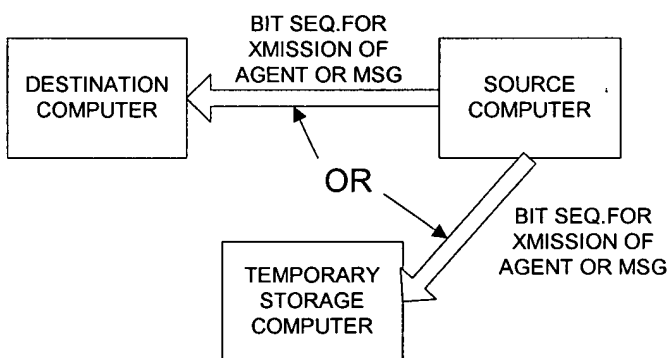 BIT SEQ.FOR
XMISSION OF
AGENT OR MSG
DESTINATION
COMPUTER
SOURCE
COMPUTER
OR
BIT SEQ.FOR
XMISSION OF
AGENT OR MSG
TEMPORARY
STORAGE
COMPUTER